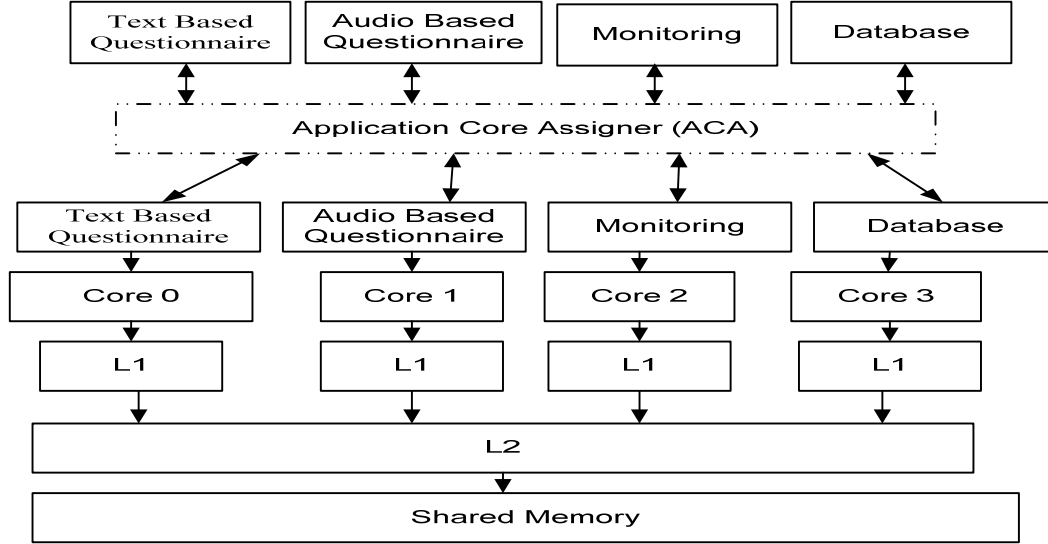 Text Based
Questionnaire
Audio Based
Questionnaire
Monitoring
Database
Application Core Assigner (ACA)
Text Based
Questionnaire
Audio Based
Questionnaire
Monitoring
Database
Core 0
Core 1
Core 2
Core 3
L1
L1
L1
L1
L2
Shared Memory